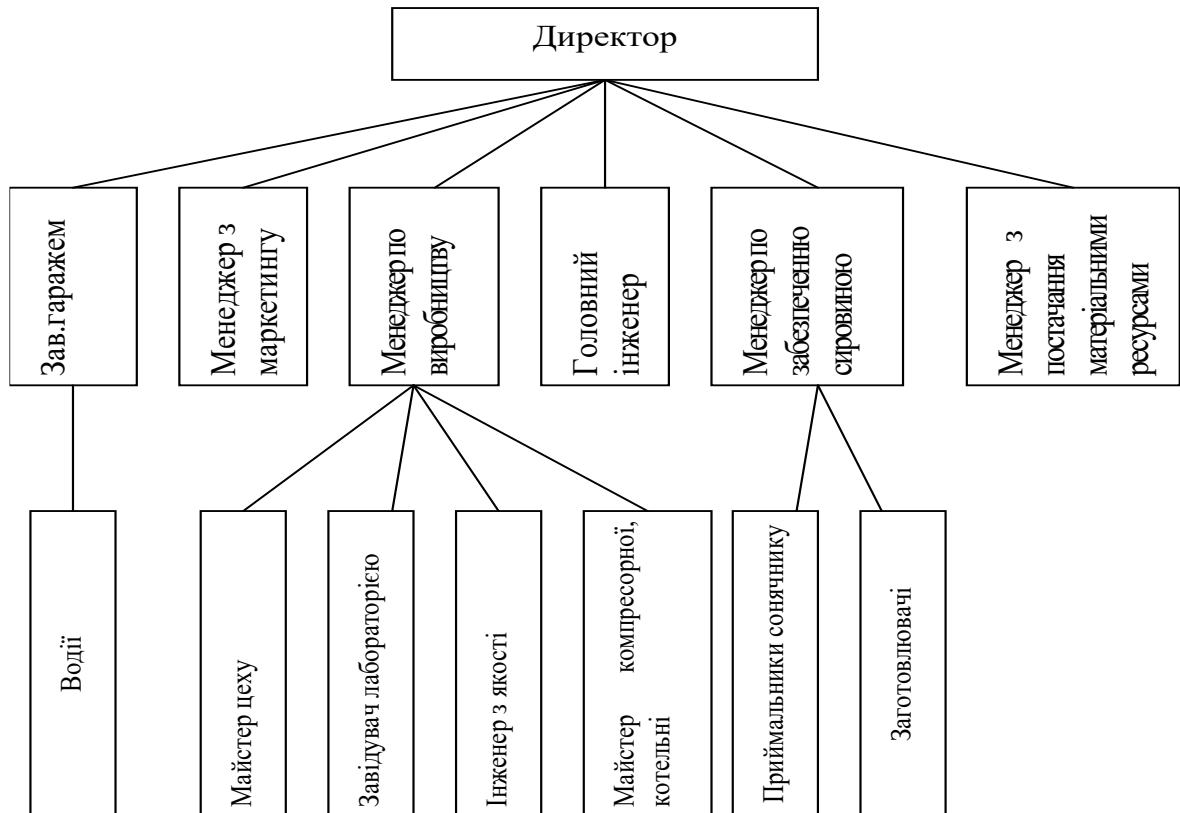 Директор
Зав.гаражем
Менеджер з
маркетингу
Менеджер по
виробництву
Головний
інженер
Менеджер по
забезпеченню
сировиною
Менеджер з
постачання
матеріальними
ресурсами
Водії
Майстер цеху
Завідувач лабораторією
Інженер з якості
Майстер компресорної,
котельні
Приймальники сонячнику
Заготовлювачі